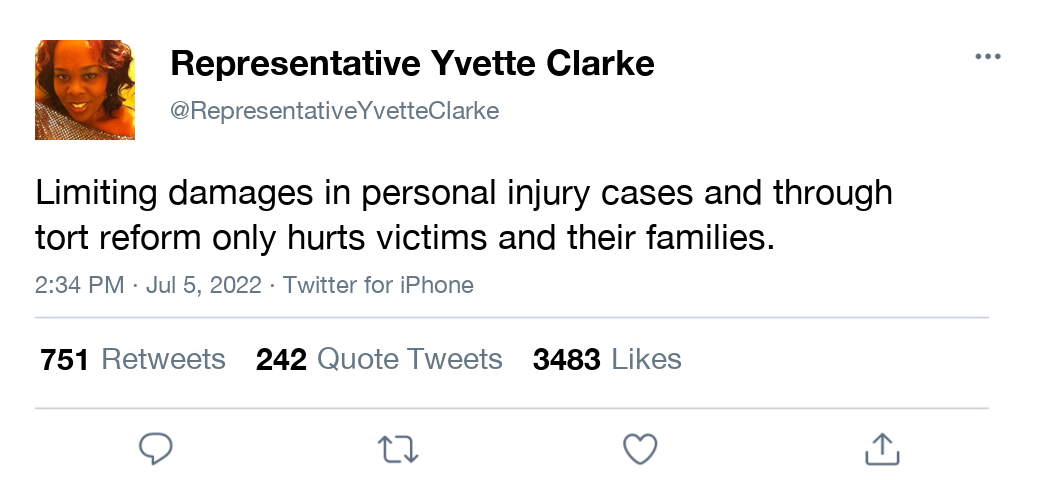 Representative Yvette Clarke
@RepresentativeYvetteClarke
Limiting damages in personal injury cases and through
tort reform only hurts victims and their families.
2:34 PM · Jul 5, 2022 · Twitter for iPhone
751 Retweets 242 Quote Tweets 3483 Likes